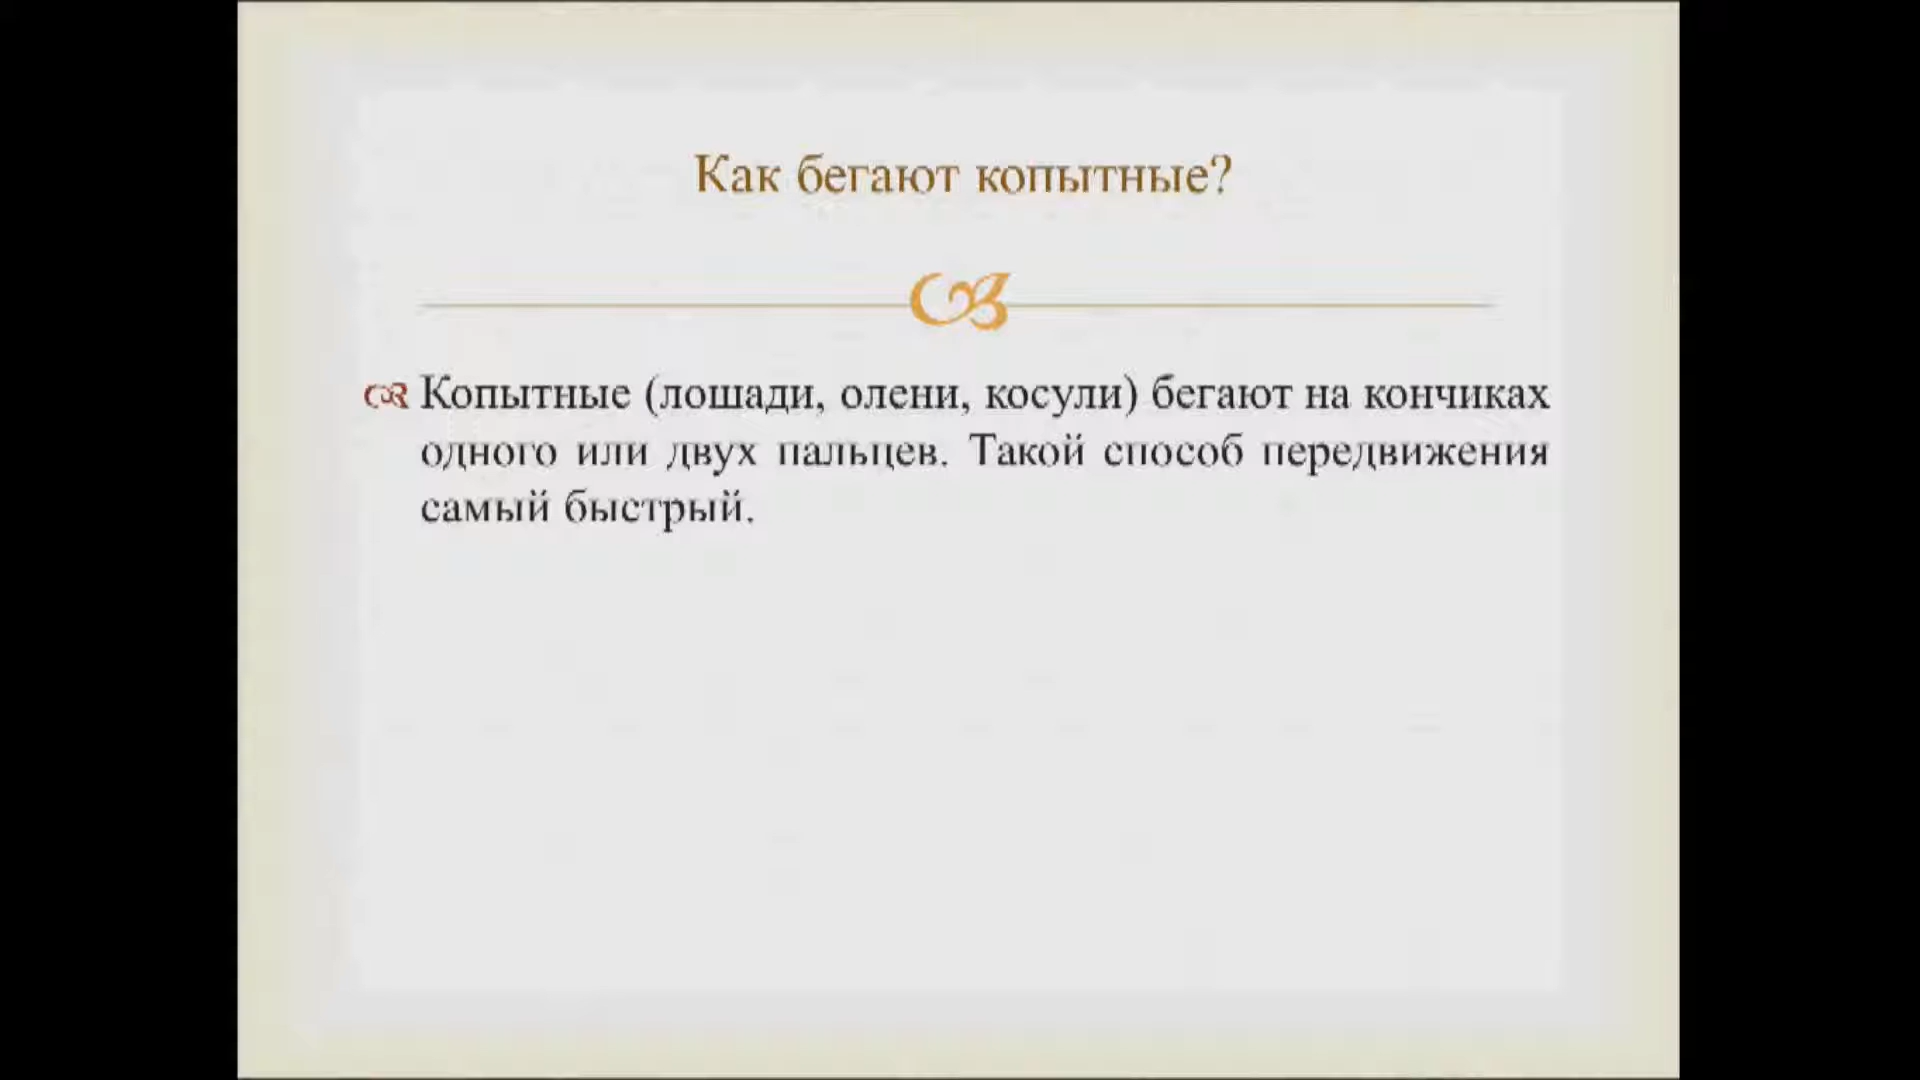 Как бегают копытные?
Копытные (лошади, олени, косули) бегают на кончиках
одного или двух пальцев. Такой способ передвижения
самый быстрый.